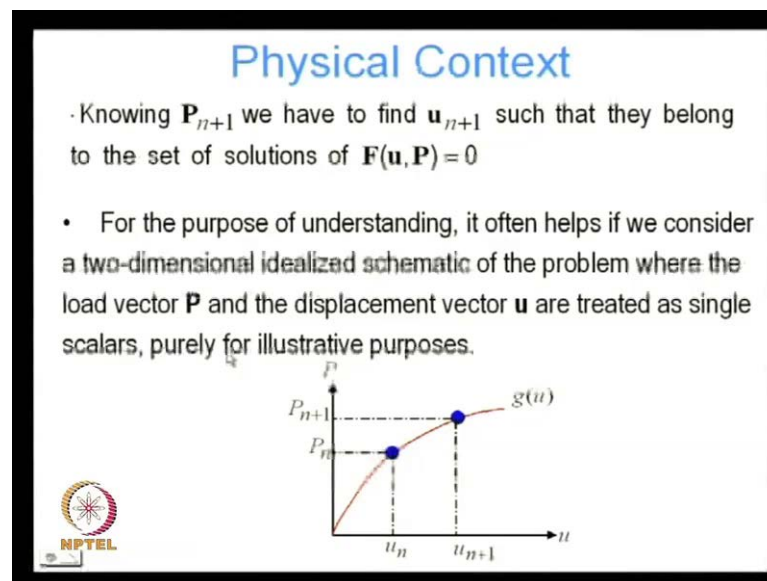 Physical Context
· Knowing P_{n+1} we have to find u_{n+1} such that they belong
to the set of solutions of F(u, P) = 0
• For the purpose of understanding, it often helps if we consider
a two-dimensional idealized schematic of the problem where the
load vector P and the displacement vector u are treated as single
scalars, purely for illustrative purposes.
P
g(u)
P_{n+1}
P_n
u
u_n u_{n+1}
NPTEL